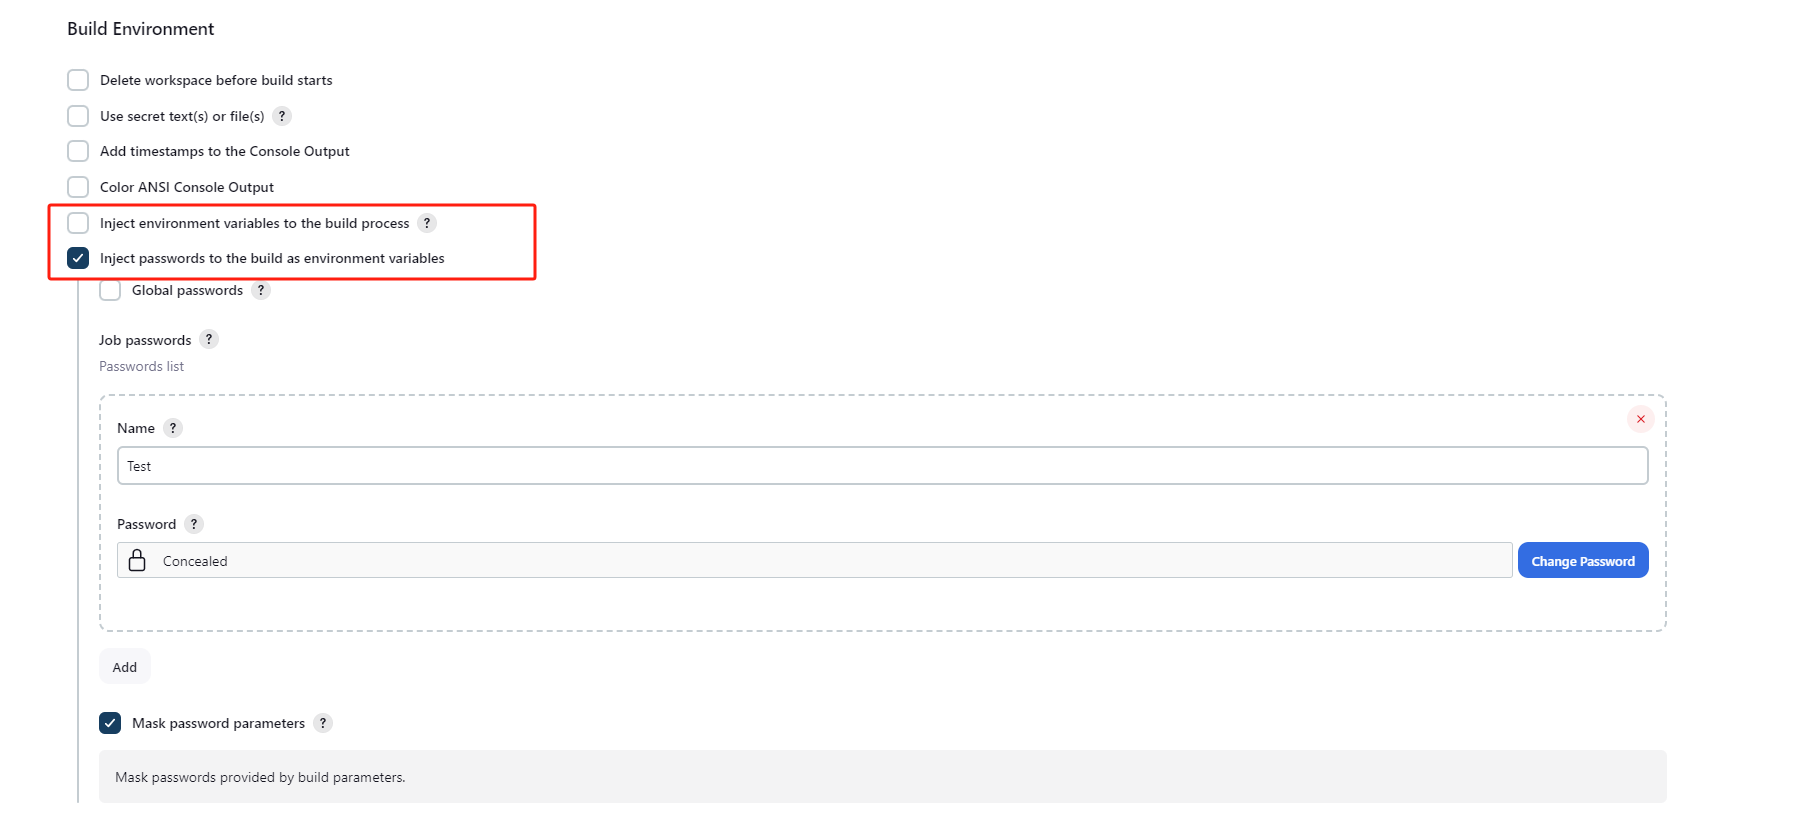 Build Environment
Delete workspace before build starts
Use secret text(s) or file(s) ?
Add timestamps to the Console Output
Color ANSI Console Output
Inject environment variables to the build process ?
Inject passwords to the build as environment variables
Global passwords ?
Job passwords ?
Passwords list
Name ?
Test
Password ?
Concealed
Change Password
Add
Mask password parameters ?
Mask passwords provided by build parameters.